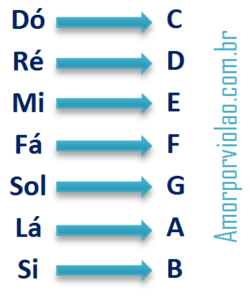 Dó C
Ré D
Mi E
Fá F
Sol G
Lá A
Si B
Amorporviolao.com.br